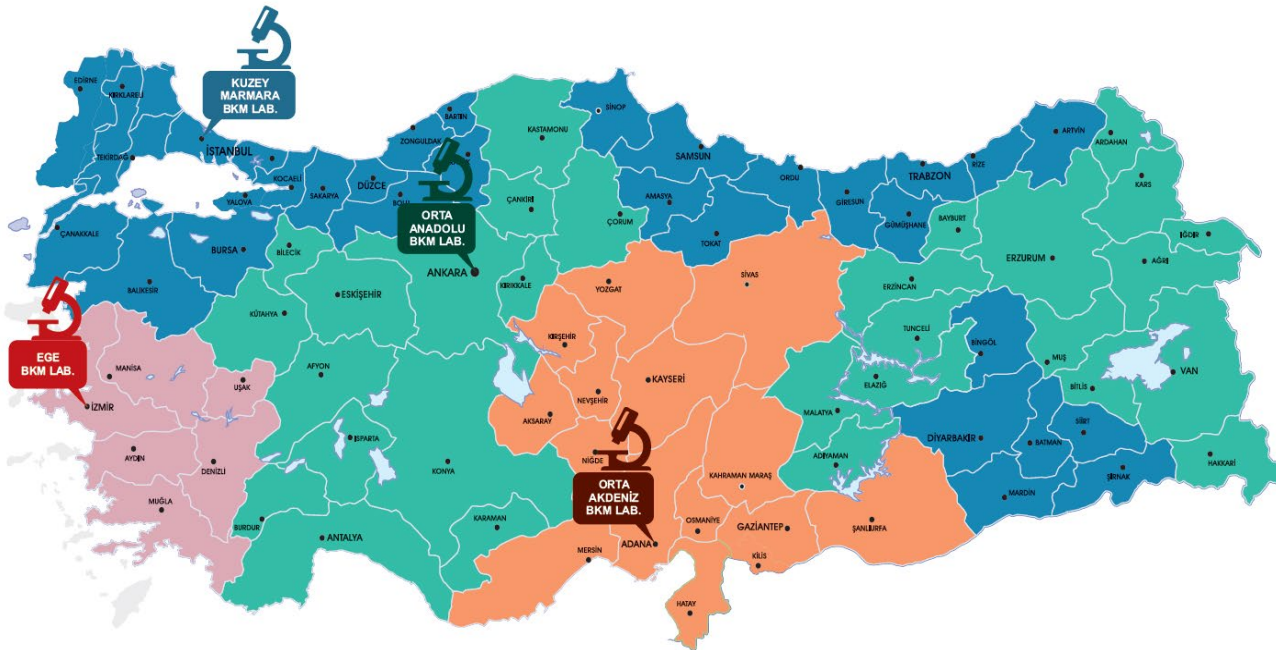 KUZEY
MARMARA
BKM LAB.
EDİRNE
KIRKLARELİ
TEKİRDAĞ
İSTANBUL
KOCAELİ
YALOVA
SAKARYA
DÜZCE
BOLU
ZONGULDAK
BARTIN
KASTAMONU
SİNOP
SAMSUN
ORDU
GİRESUN
TRABZON
RİZE
ARTVİN
ARDAHAN
KARS
IĞDIR
AĞRI
ERZURUM
BAYBURT
GÜMÜŞHANE
TOKAT
AMASYA
ÇORUM
ÇANKIRI
ORTA
ANADOLU
BKM LAB.
ANKARA
KIRIKKALE
ÇANAKKALE
BALIKESİR
BURSA
BİLECİK
ESKİŞEHİR
KÜTAHYA
YOZGAT
SİVAS
ERZİNCAN
TUNCELİ
BİNGÖL
MUŞ
BİTLİS
VAN
EGE
BKM LAB.
MANİSA
İZMİR
UŞAK
AFYON
KIRŞEHİR
NEVŞEHİR
KAYSERİ
AKSARAY
ELAZIĞ
MALATYA
ADIYAMAN
DİYARBAKIR
BATMAN
SİİRT
ŞIRNAK
HAKKARİ
MARDİN
AYDIN
DENİZLİ
MUĞLA
ISPARTA
BURDUR
ANTALYA
KONYA
KARAMAN
NİĞDE
ORTA
AKDENİZ
BKM LAB.
ADANA
MERSİN
KAHRAMAN MARAŞ
OSMANİYE
GAZİANTEP
KİLİS
ŞANLIURFA
HATAY